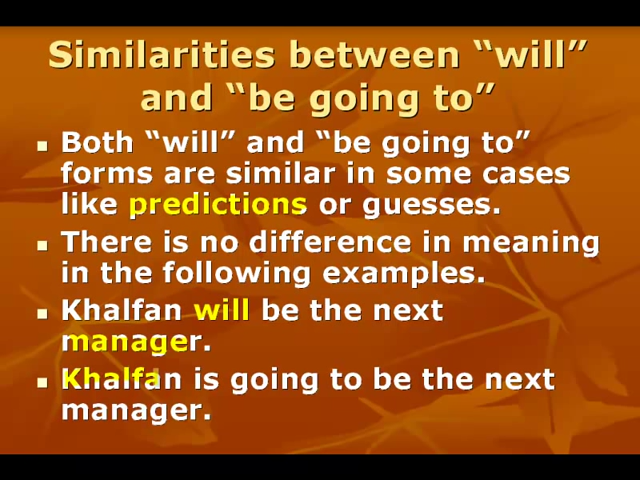 Similarities between “will”
and “be going to”
Both “will” and “be going to”
forms are similar in some cases
like predictions or guesses.
There is no difference in meaning
in the following examples.
Khalfan will be the next
manager.
Khalfan is going to be the next
manager.